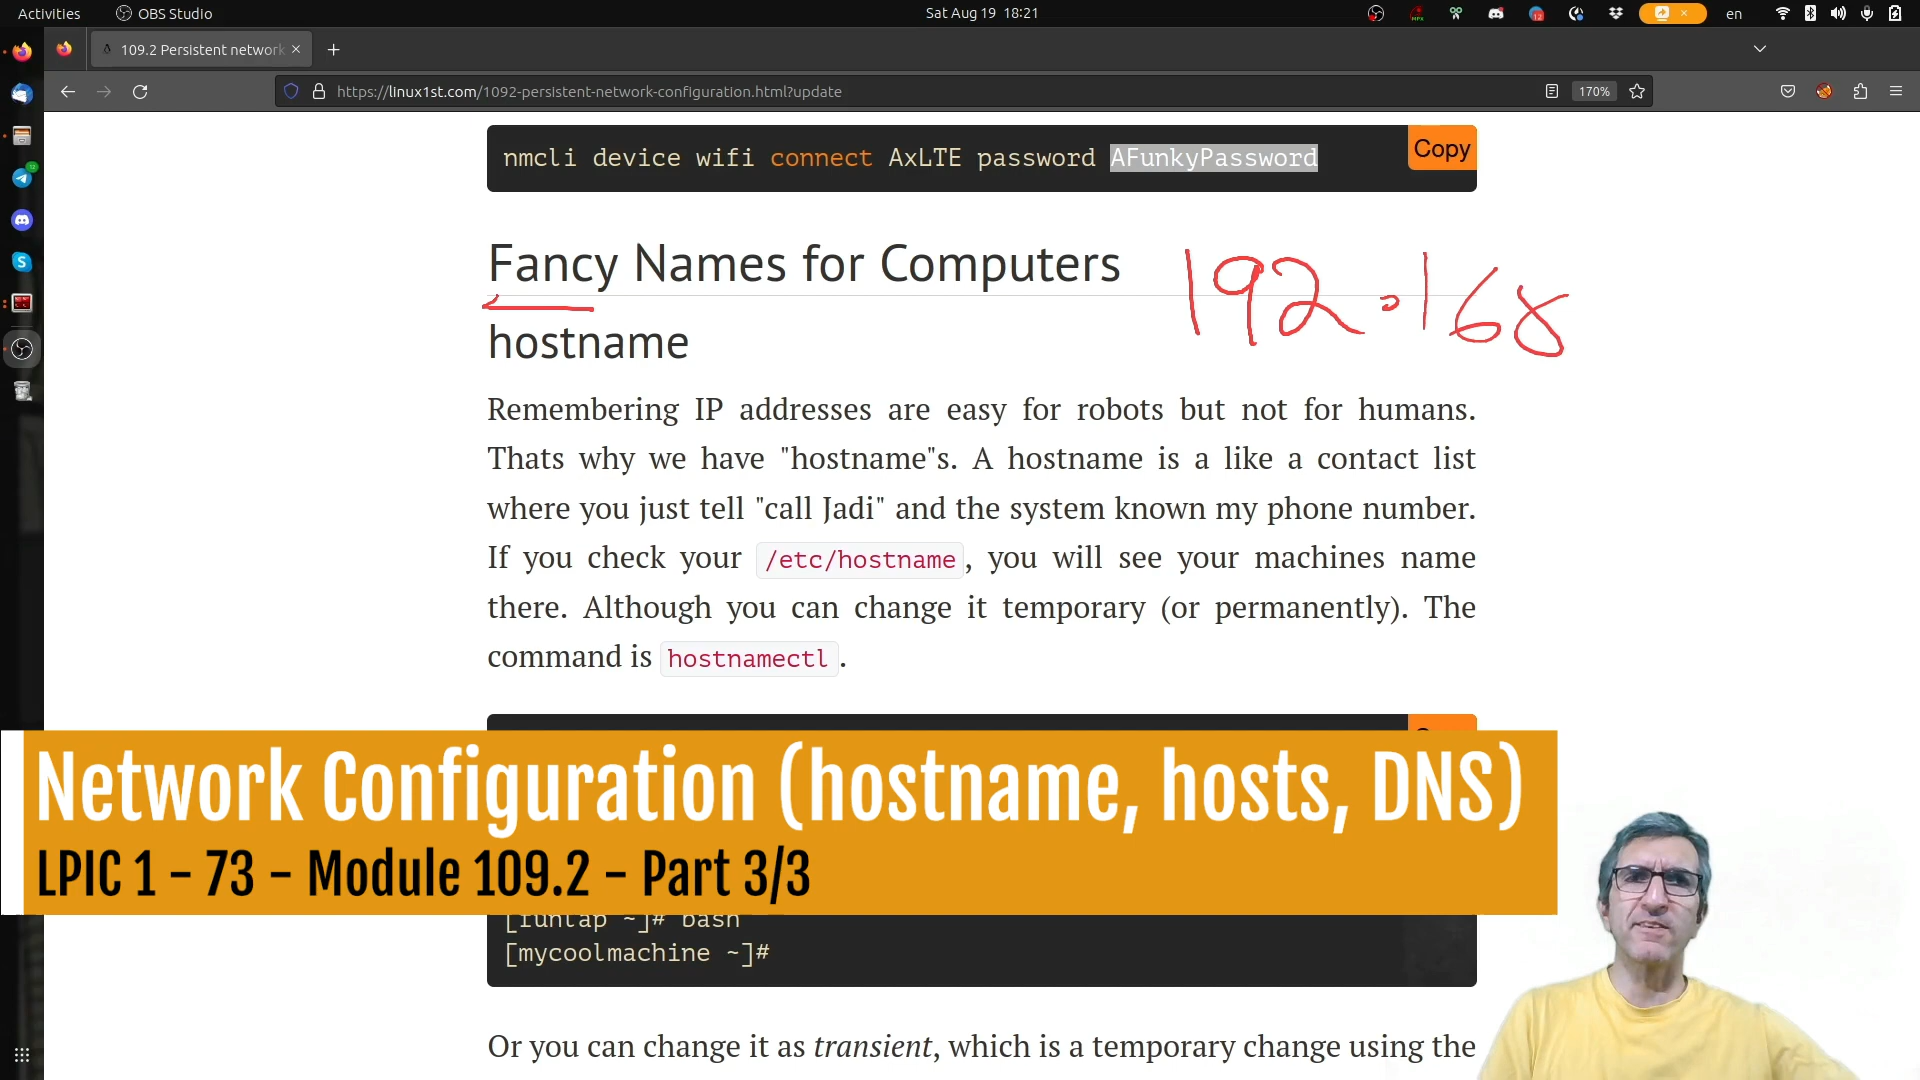 Activities
OBS Studio
Sat Aug 19 18:21
en
109.2 Persistent network
https://linux1st.com/1092-persistent-network-configuration.html?update
170%
nmcli device wifi connect AxLTE password AFunkyPassword
Copy
Fancy Names for Computers
192.168
hostname
Remembering IP addresses are easy for robots but not for humans.
Thats why we have "hostname"s. A hostname is a like a contact list
where you just tell "call Jadi" and the system known my phone number.
If you check your /etc/hostname, you will see your machines name
there. Although you can change it temporary (or permanently). The
command is hostnamectl.
Network Configuration (hostname, hosts, DNS)
LPIC 1 - 73 - Module 109.2 - Part 3/3
[funlap ~]# bash
[mycoolmachine ~]#
Or you can change it as transient, which is a temporary change using the